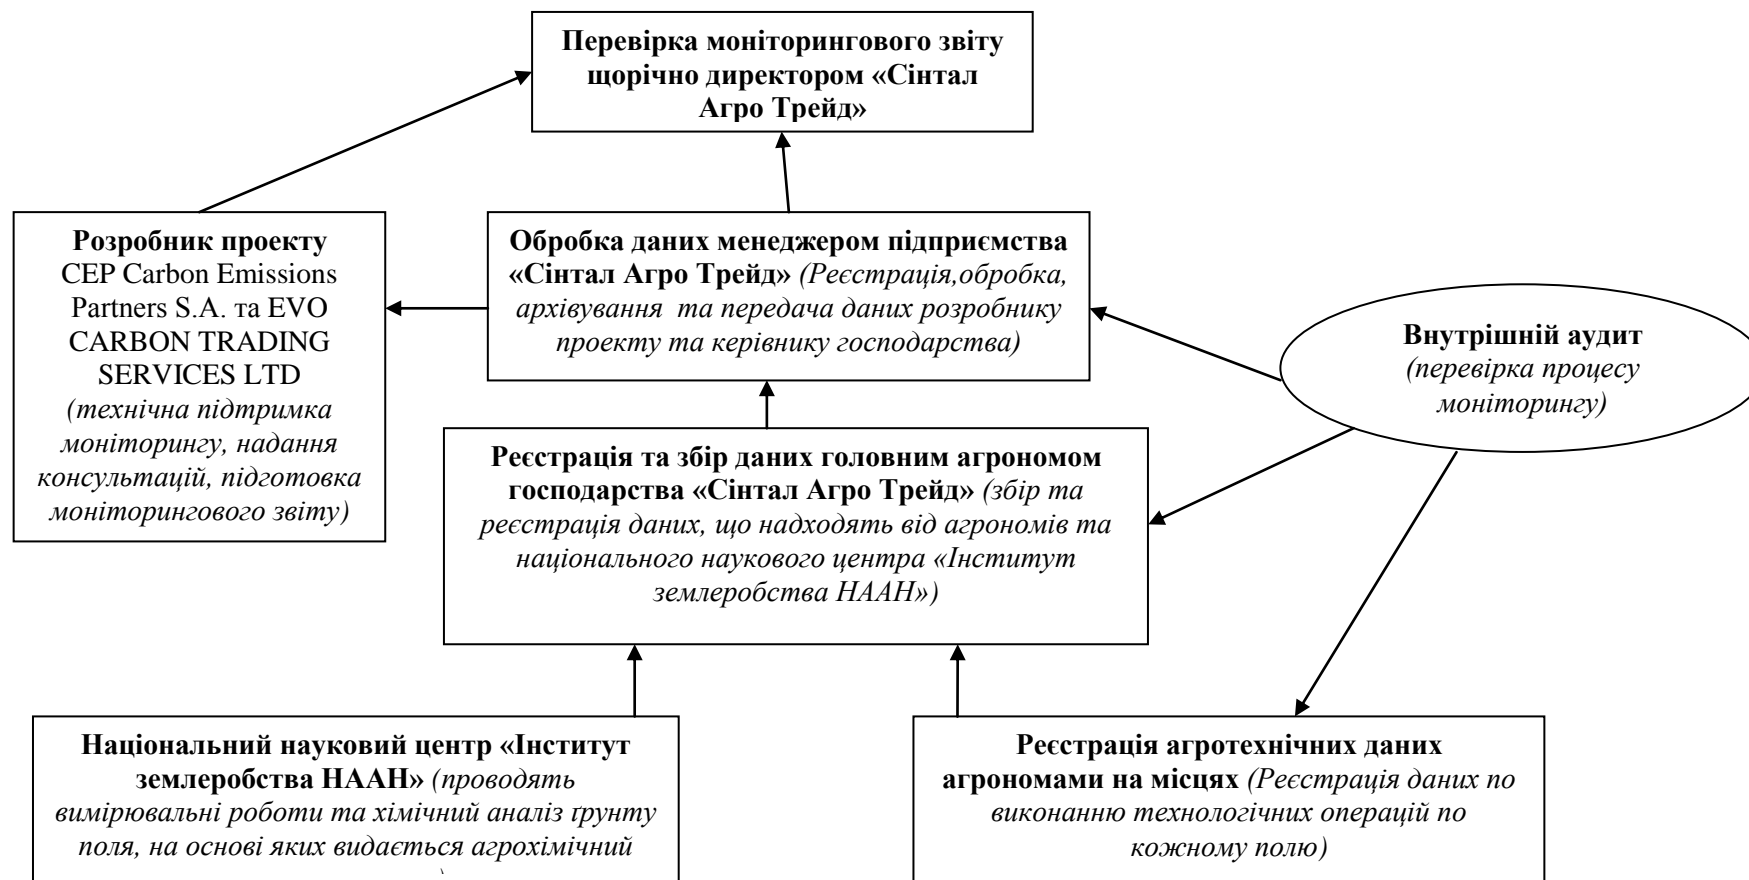 Перевірка моніторингового звіту
щорічно директором «Сінтал
Агро Трейд»
Розробник проекту
CEP Carbon Emissions
Partners S.A. та EVO
CARBON TRADING
SERVICES LTD
(технічна підтримка
моніторингу, надання
консультацій, підготовка
моніторингового звіту)
Обробка даних менеджером підприємства
«Сінтал Агро Трейд» (Реєстрація,обробка,
архівування та передача даних розробнику
проекту та керівнику господарства)
Внутрішній аудит
(перевірка процесу
моніторингу)
Реєстрація та збір даних головним агрономом
господарства «Сінтал Агро Трейд» (збір та
реєстрація даних, що надходять від агрономів та
національного наукового центра «Інститут
землеробства НААН»)
Національний науковий центр «Інститут
землеробства НААН» (проводять
вимірювальні роботи та хімічний аналіз ґрунту
поля, на основі яких видається агрохімічний
Реєстрація агротехнічних даних
агрономами на місцях (Реєстрація даних по
виконанню технологічних операцій по
кожному полю)